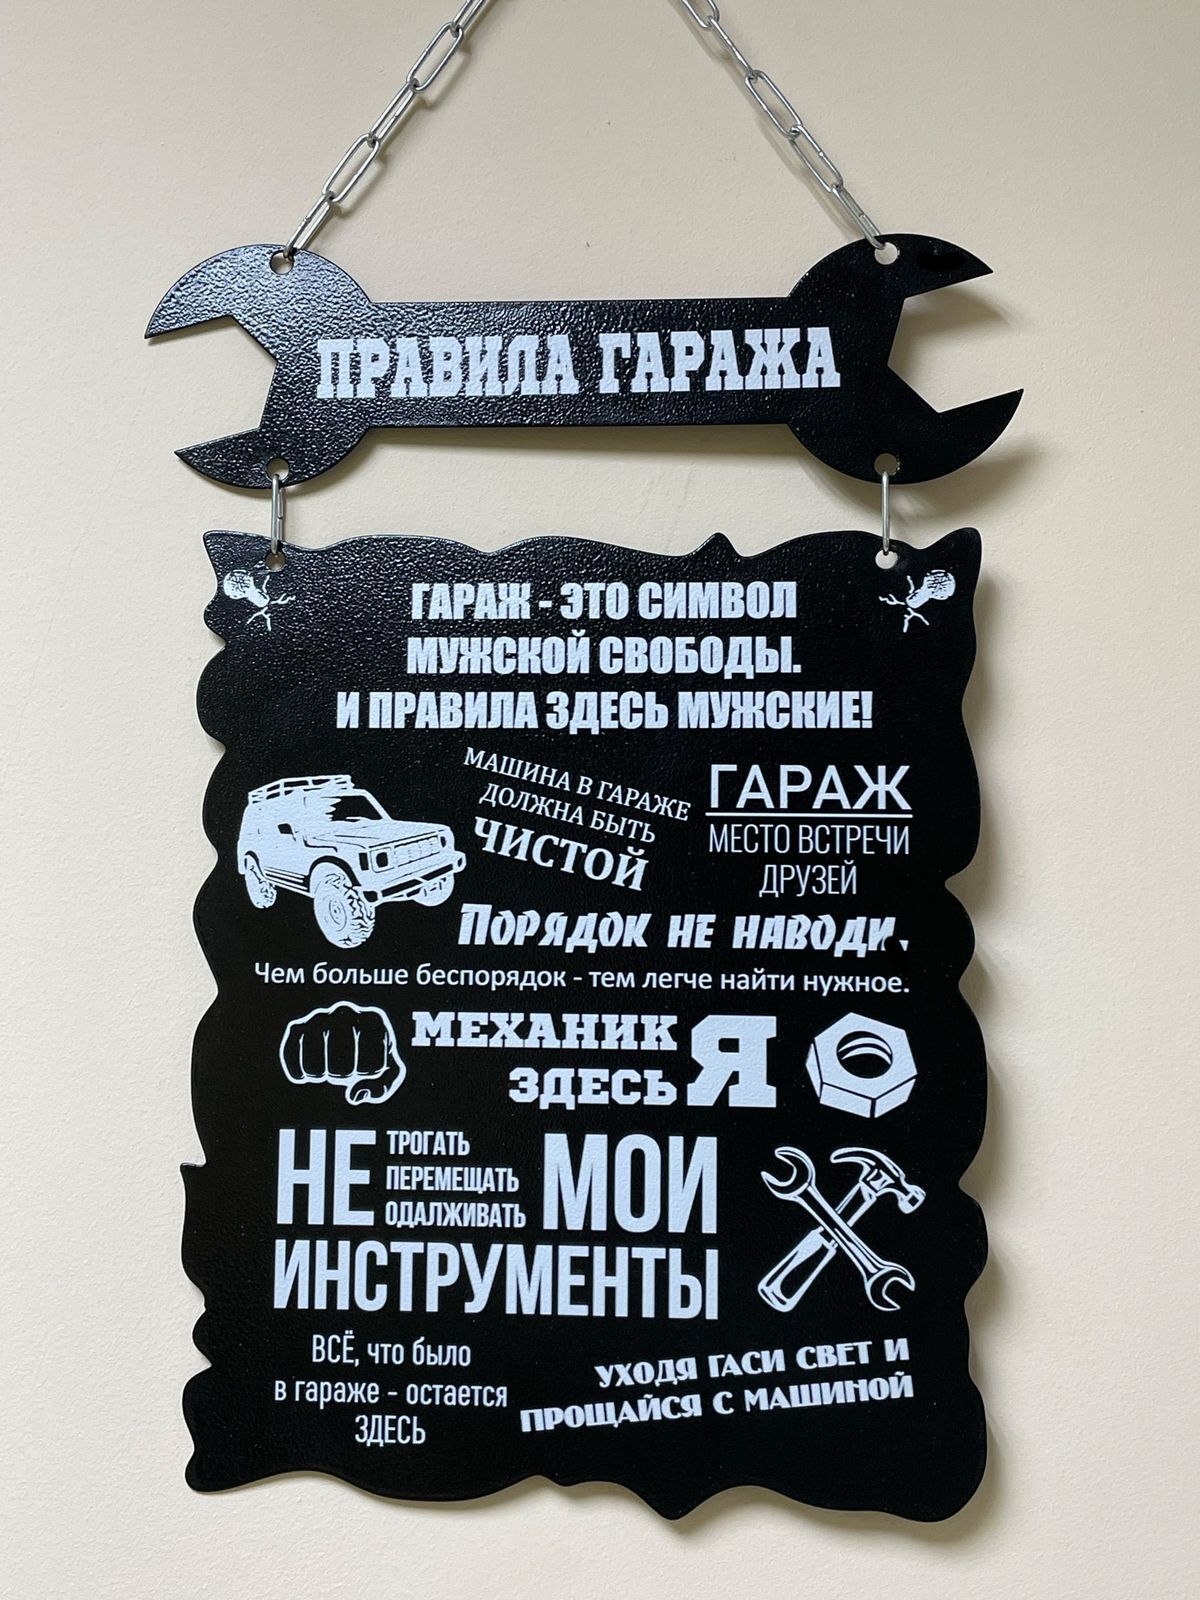 ПРАВИЛА ГАРАЖА
ГАРАЖ - ЭТО СИМВОЛ
МУЖСКОЙ СВОБОДЫ.
И ПРАВИЛА ЗДЕСЬ МУЖСКИЕ!
МАШИНА В ГАРАЖЕ
ДОЛЖНА БЫТЬ
ЧИСТОЙ
ГАРАЖ
МЕСТО ВСТРЕЧИ
ДРУЗЕЙ
ПОРЯДОК НЕ НАВОДИ.
Чем больше беспорядок - тем легче найти нужное.
МЕХАНИК
ЗДЕСЬ Я
НЕ
ТРОГАТЬ
ПЕРЕМЕЩАТЬ
ОДАЛЖИВАТЬ
МОИ
ИНСТРУМЕНТЫ
ВСЁ, что было
в гараже - остается
ЗДЕСЬ
УХОДЯ ГАСИ СВЕТ И
ПРОЩАЙСЯ С МАШИНОЙ